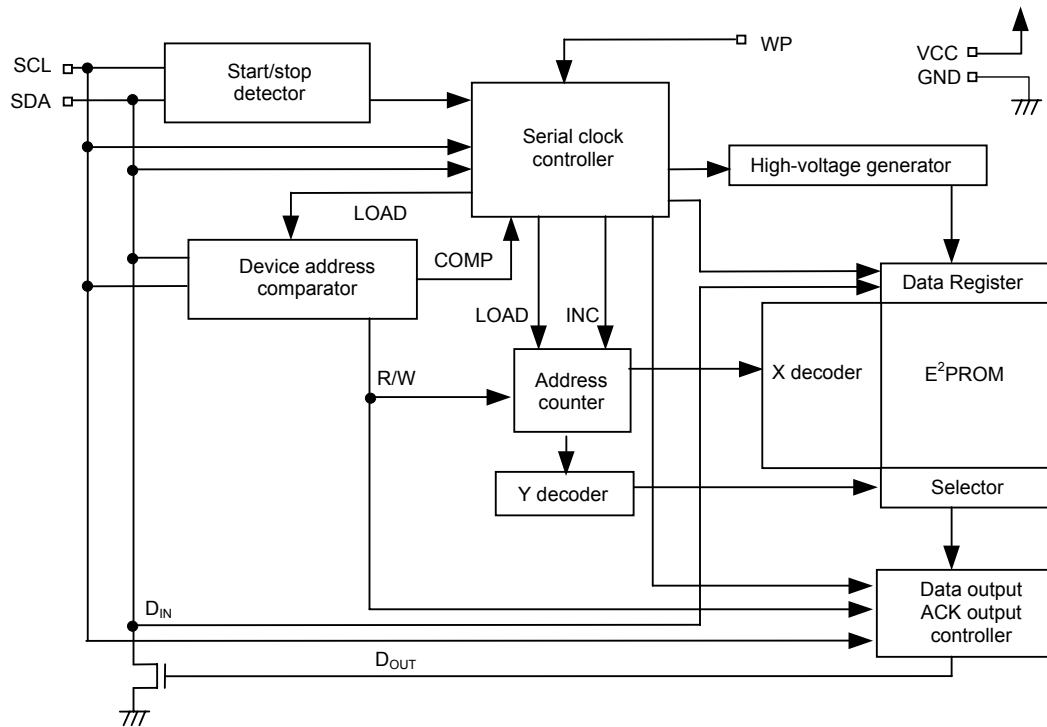 SCL
SDA
Start/stop
detector
WP
VCC
GND
Serial clock
controller
High-voltage generator
LOAD
Device address
comparator
COMP
LOAD
INC
Data Register
R/W
Address
counter
X decoder
E²PROM
Y decoder
Selector
Data output
ACK output
controller
DIN
DOUT